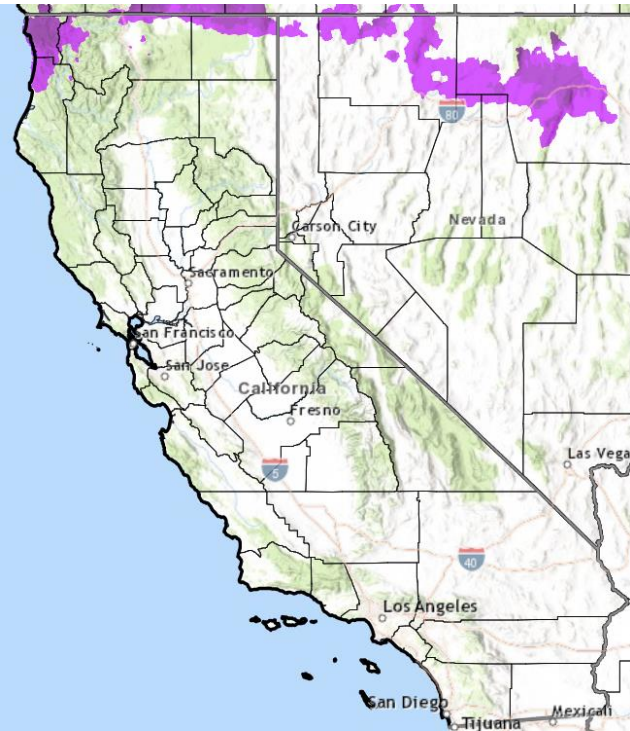 80
Nevada
Carson City
Sacramento
San Francisco
San Jose
California
Fresno
5
Las Vega
40
Los Angeles
San Diego
Mexicali
Tijuana